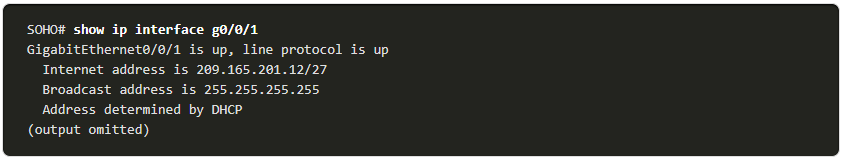 SOHO# show ip interface g0/0/1
GigabitEthernet0/0/1 is up, line protocol is up
Internet address is 209.165.201.12/27
Broadcast address is 255.255.255.255
Address determined by DHCP
(output omitted)